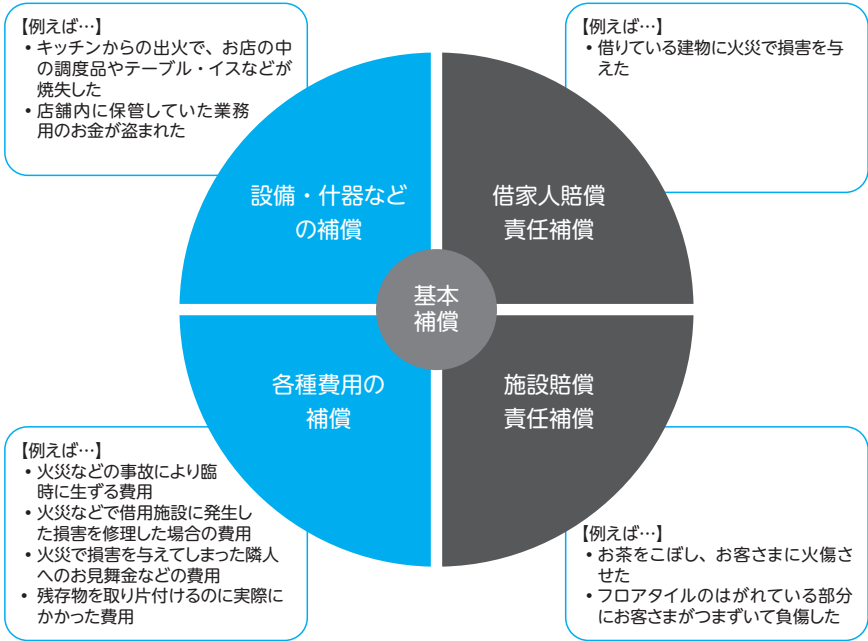 【例えば…】
• キッチンからの出火で、お店の中
の調度品やテーブル・イスなどが
焼失した
• 店舗内に保管していた業務
用のお金が盗まれた
【例えば…】
• 借りている建物に火災で損害を与
えた
設備・什器など
の補償
借家人賠償
責任補償
基本
補償
各種費用の
補償
施設賠償
責任補償
【例えば…】
• 火災などの事故により臨
時に生ずる費用
• 火災などで借用施設に発生し
た損害を修理した場合の費用
• 火災で損害を与えてしまった隣人
へのお見舞金などの費用
• 残存物を取り片付けるのに実際に
かかった費用
【例えば…】
• お茶をこぼし、お客さまに火傷さ
せた
• フロアタイルのはがれている部分
にお客さまがつまずいて負傷した